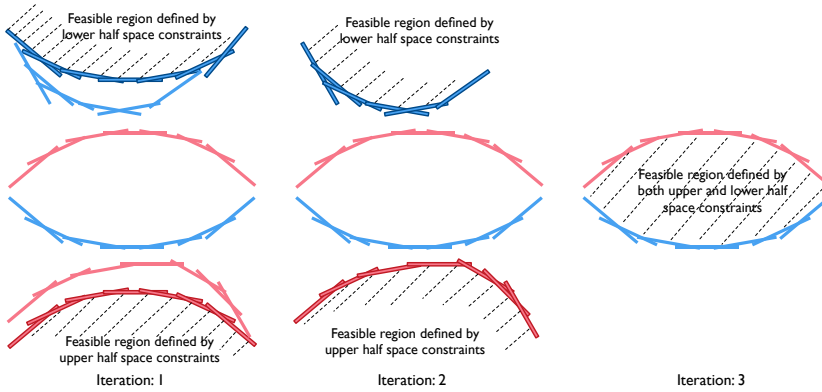 Feasible region defined by
lower half space constraints
Feasible region defined by
lower half space constraints
Feasible region defined by
both upper and lower half
space constraints
Feasible region defined by
upper half space constraints
Feasible region defined by
upper half space constraints
Iteration: 1
Iteration: 2
Iteration: 3